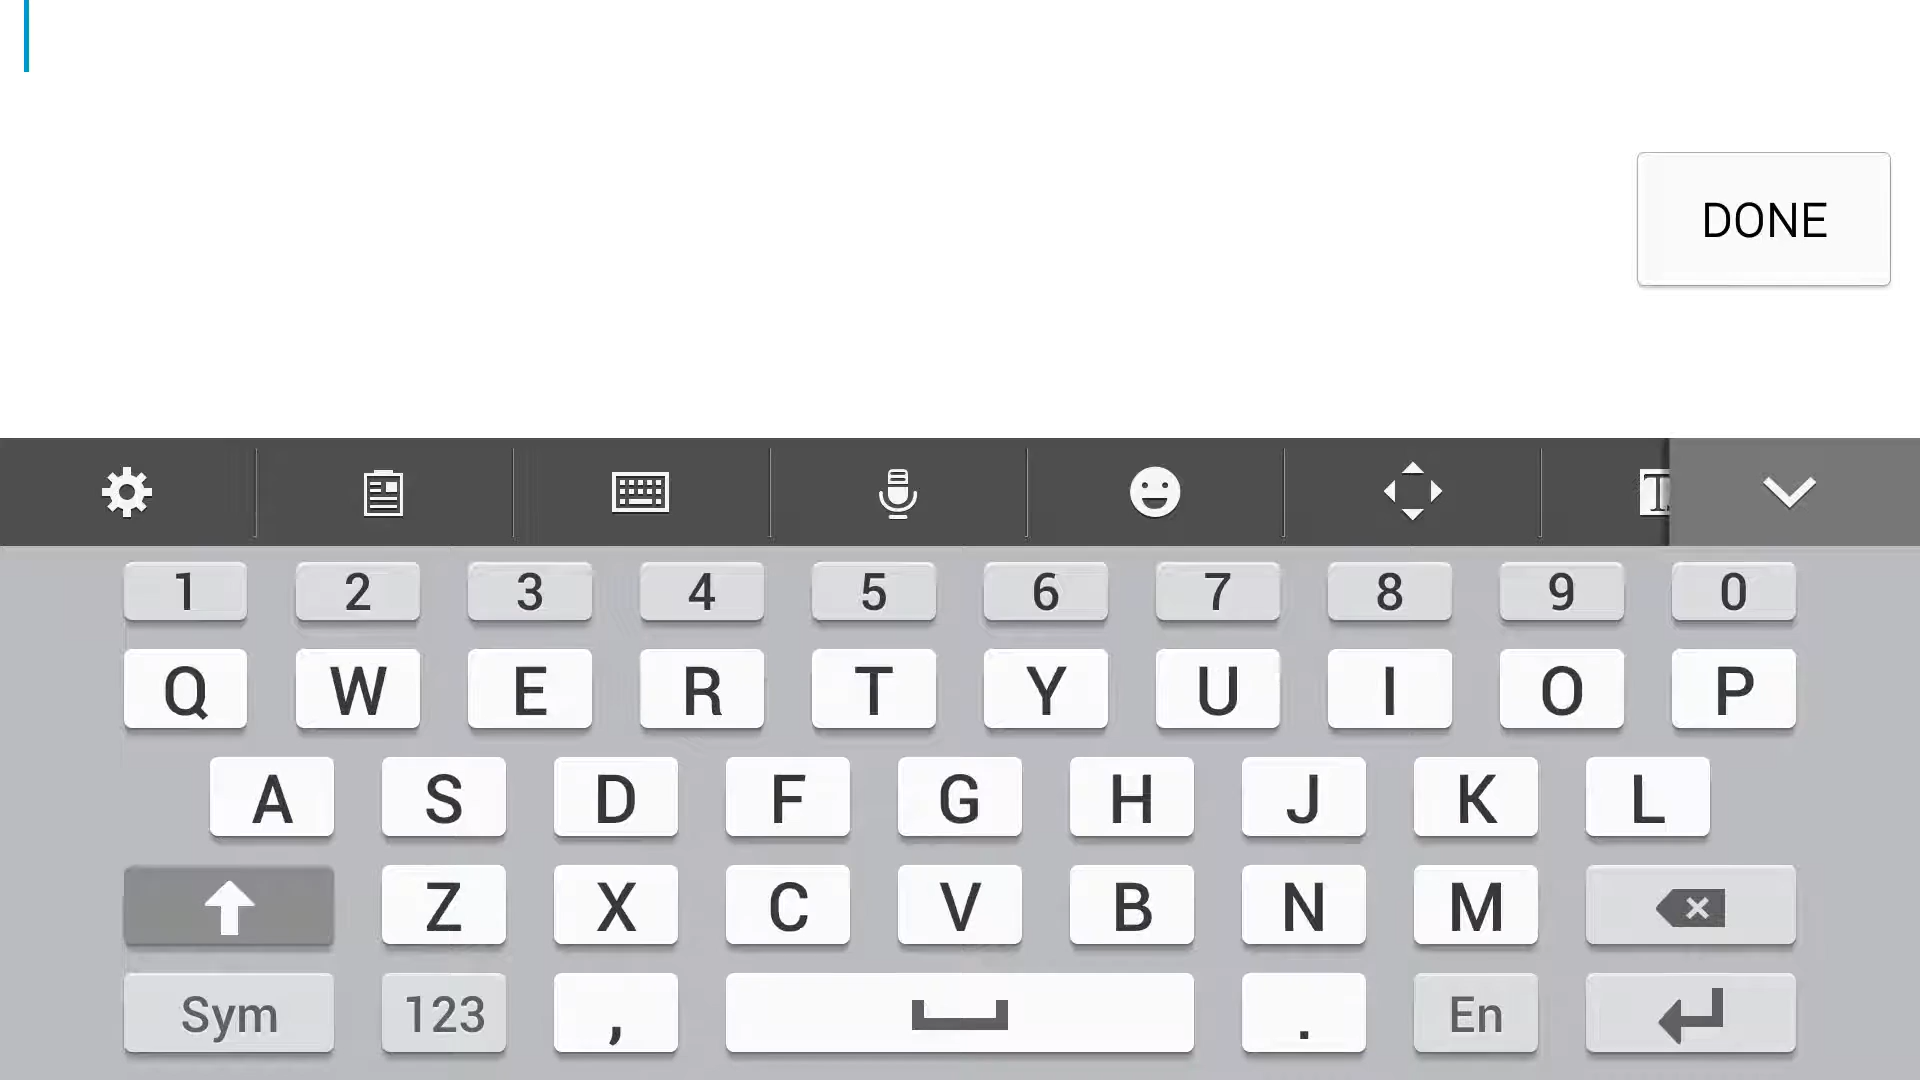 DONE
T
1 2 3 4 5 6 7 8 9 0
Q W E R T Y U I O P
A S D F G H J K L
Z X C V B N M
Sym 123 , . En